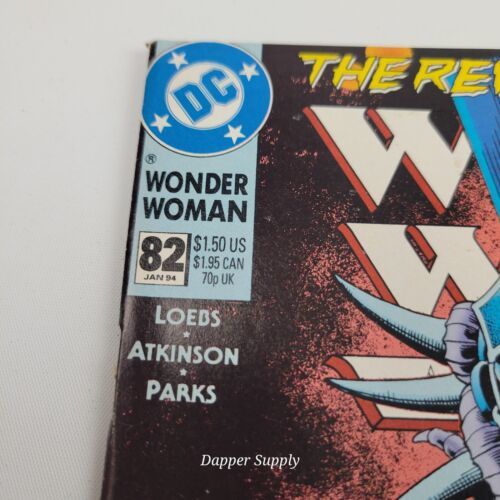 DC
THE
®
WONDER
WOMAN
82
JAN 94
$1.50 US
$1.95 CAN
70p UK
LOEBS
ATKINSON
PARKS
W
W
Dapper Supply